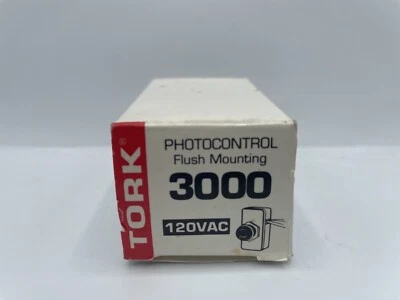 TORK®
PHOTOCONTROL
Flush Mounting
3000
120VAC